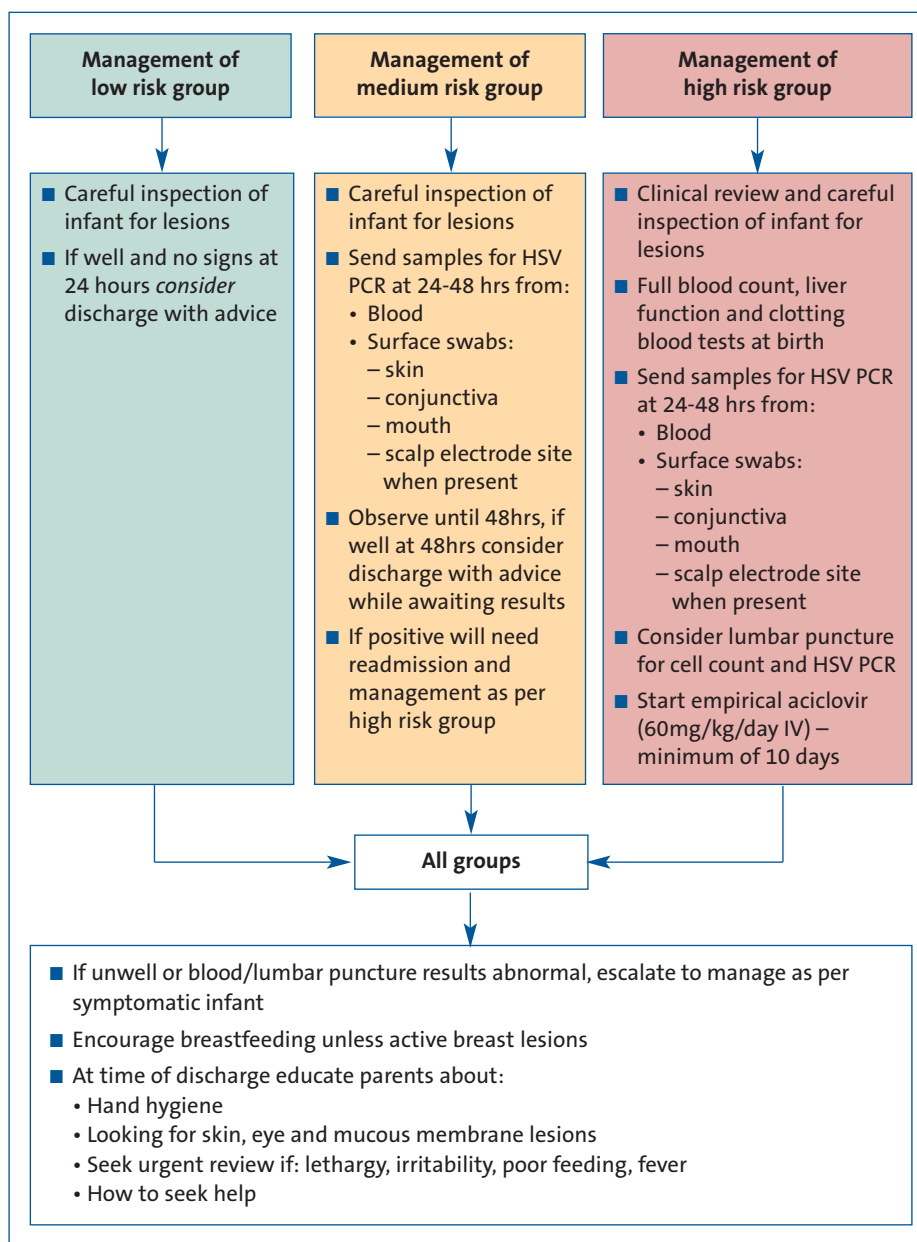 Management of
low risk group
Management of
medium risk group
Management of
high risk group
■ Careful inspection of
infant for lesions
■ If well and no signs at
24 hours consider
discharge with advice
■ Careful inspection of
infant for lesions
■ Send samples for HSV
PCR at 24-48 hrs from:
• Blood
• Surface swabs:
– skin
– conjunctiva
– mouth
– scalp electrode site
when present
■ Observe until 48hrs, if
well at 48hrs consider
discharge with advice
while awaiting results
■ If positive will need
readmission and
management as per
high risk group
■ Clinical review and careful
inspection of infant for
lesions
■ Full blood count, liver
function and clotting
blood tests at birth
■ Send samples for HSV PCR
at 24-48 hrs from:
• Blood
• Surface swabs:
– skin
– conjunctiva
– mouth
– scalp electrode site
when present
■ Consider lumbar puncture
for cell count and HSV PCR
■ Start empirical aciclovir
(60mg/kg/day IV) –
minimum of 10 days
All groups
■ If unwell or blood/lumbar puncture results abnormal, escalate to manage as per
symptomatic infant
■ Encourage breastfeeding unless active breast lesions
■ At time of discharge educate parents about:
• Hand hygiene
• Looking for skin, eye and mucous membrane lesions
• Seek urgent review if: lethargy, irritability, poor feeding, fever
• How to seek help